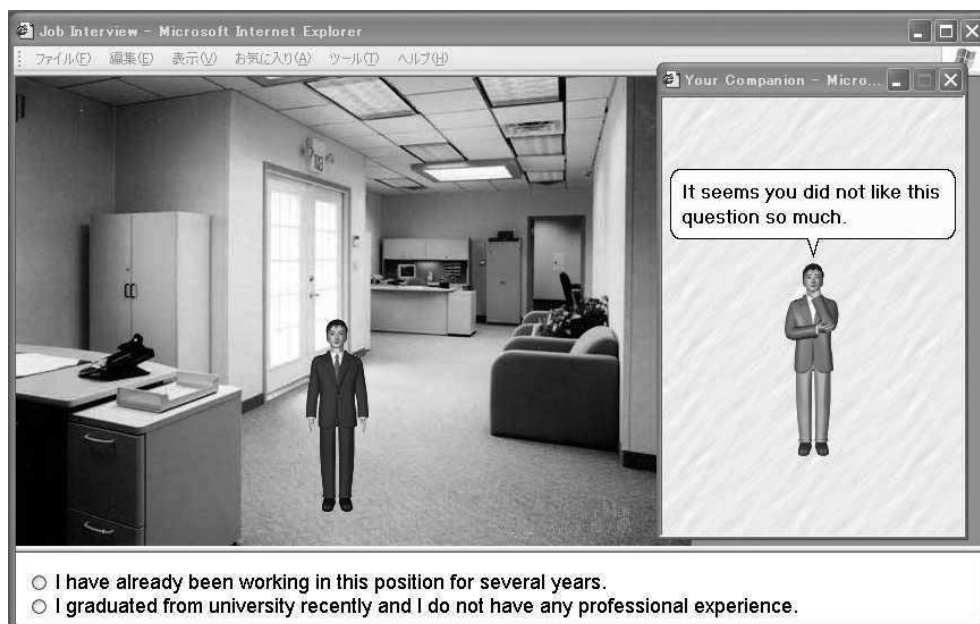 Job Interview - Microsoft Internet Explorer
ファイル(F) 編集(E) 表示(V) お気に入り(A) ツール(T) ヘルプ(H)
Your Companion - Micro...
It seems you did not like this
question so much.
I have already been working in this position for several years.
I graduated from university recently and I do not have any professional experience.